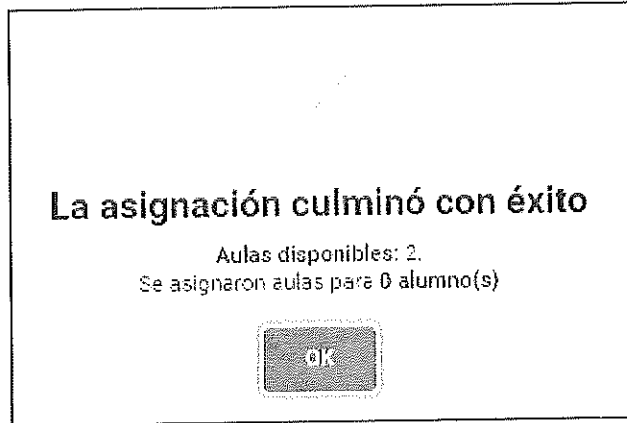 La asignación culminó con éxito
Aulas disponibles: 2.
Se asignaron aulas para 0 alumno(s)
OK